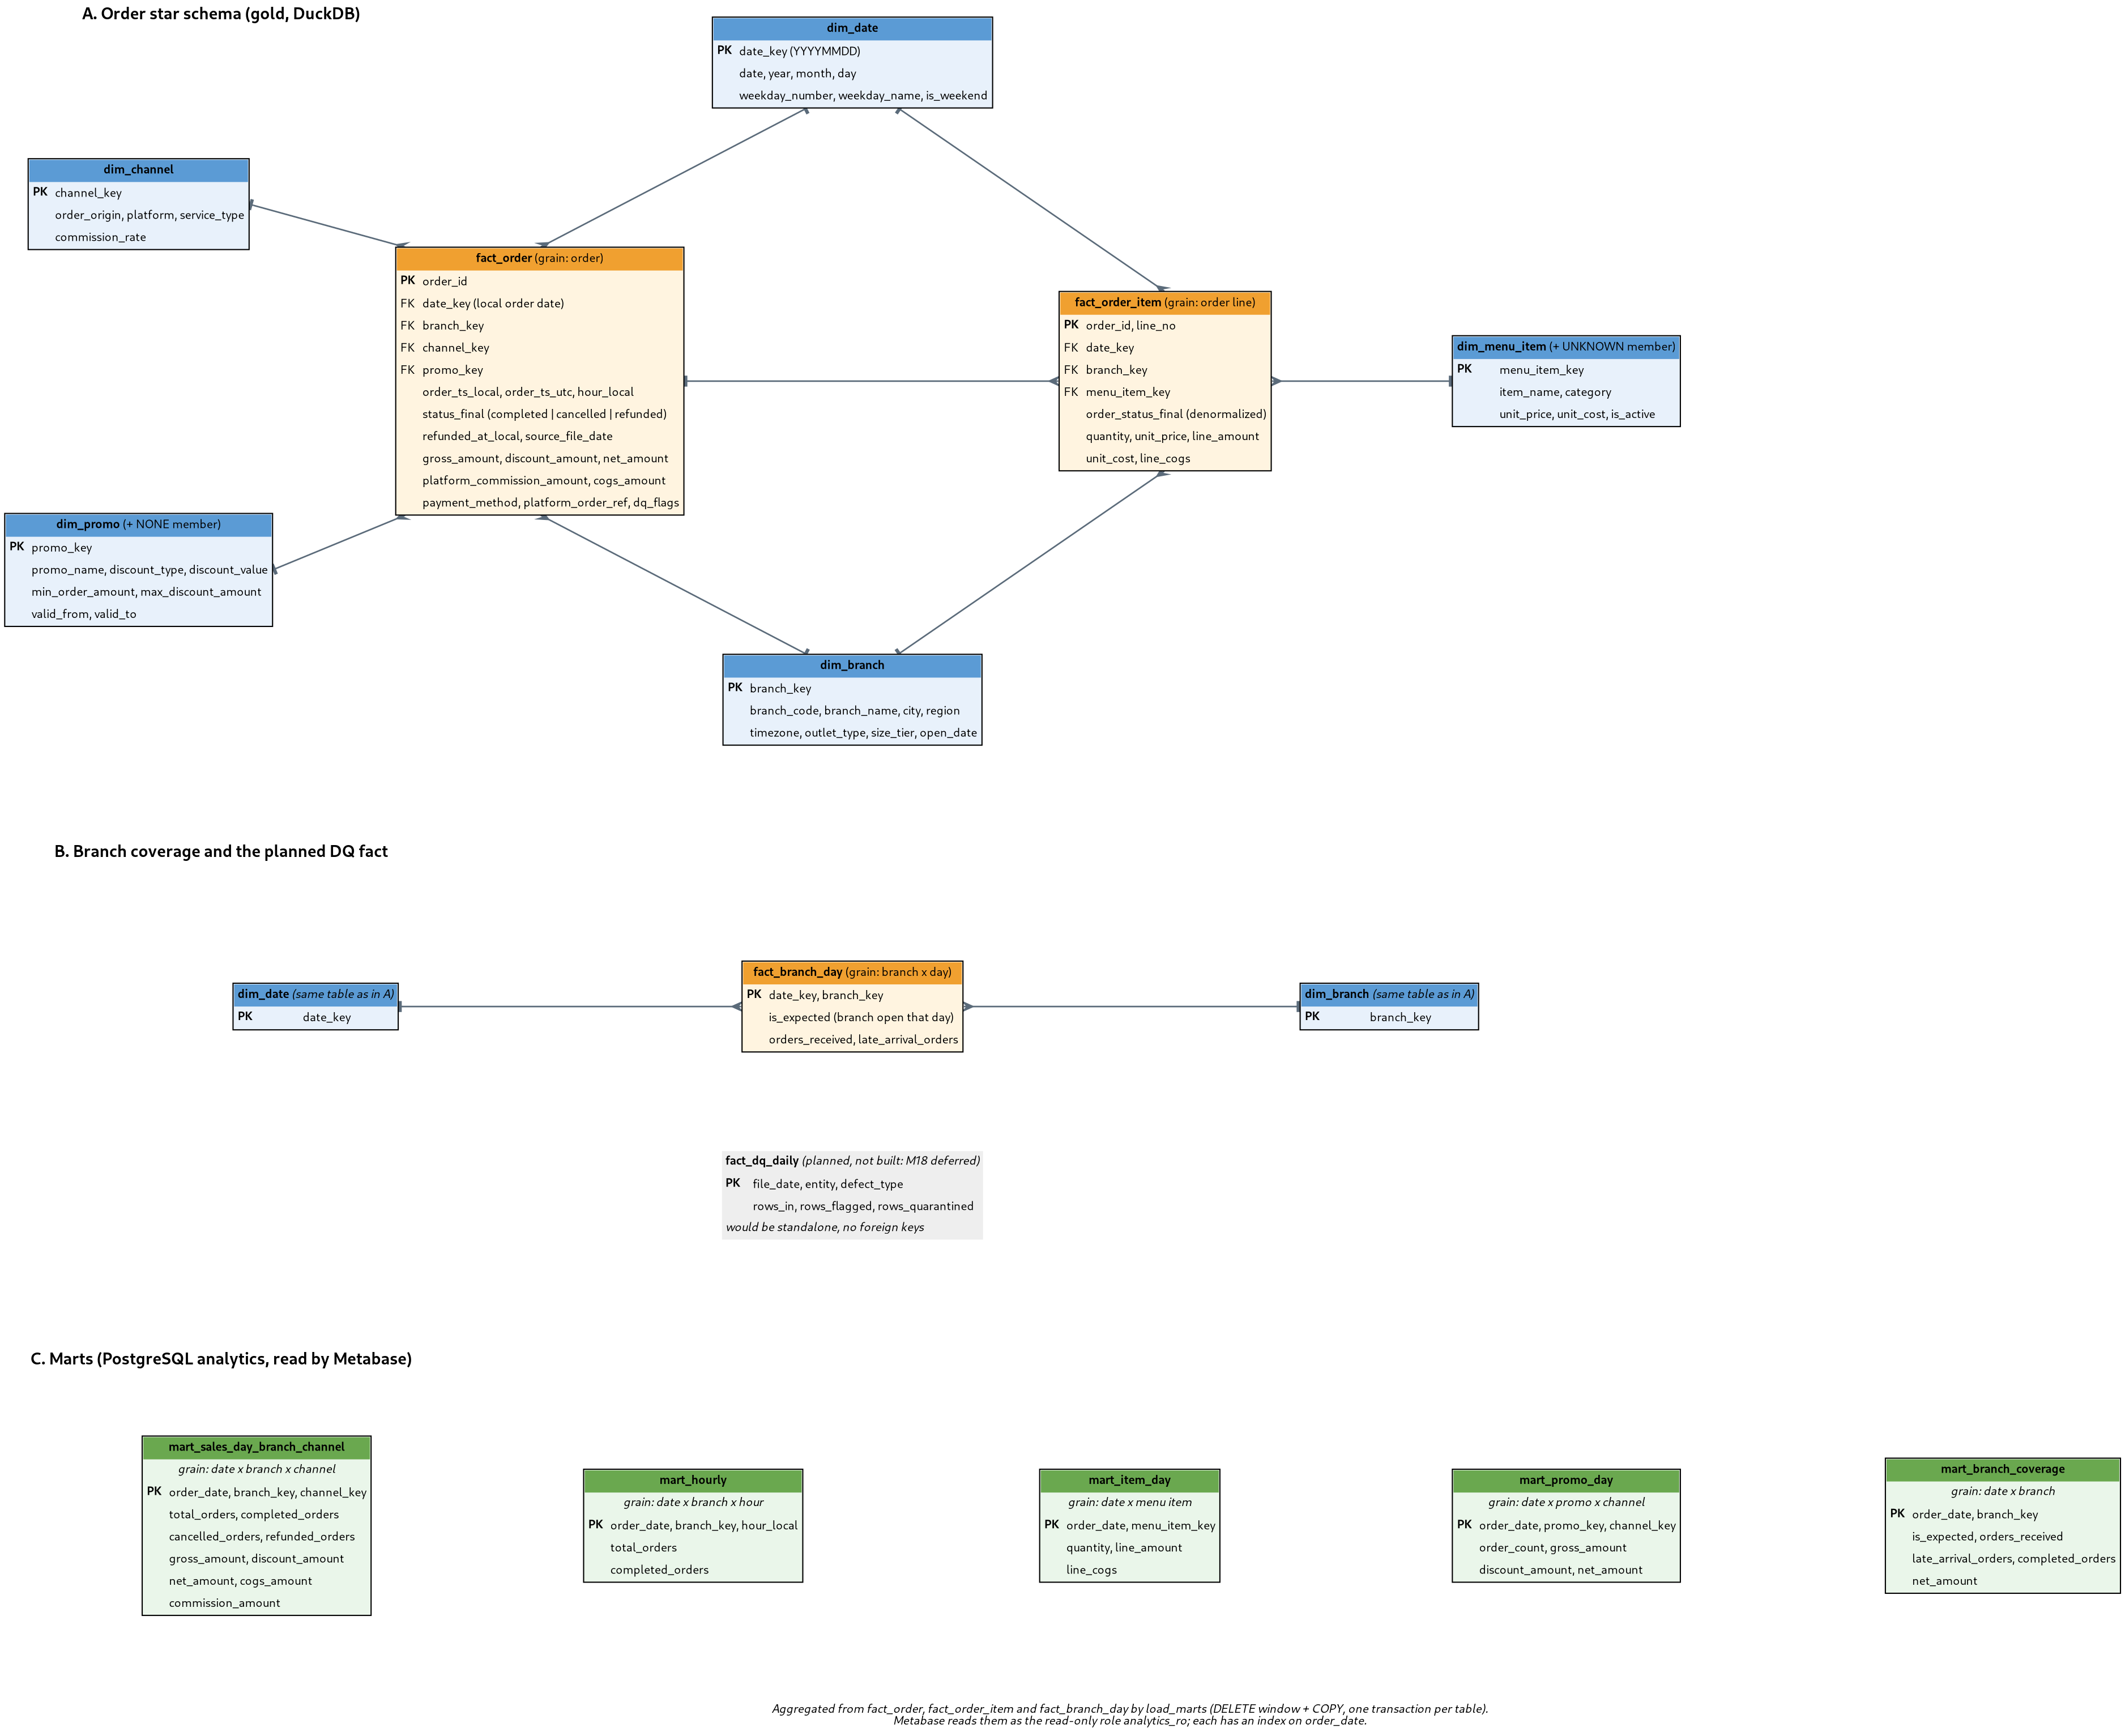 A. Order star schema (gold, DuckDB)
dim_date
PK date_key (YYYYMMDD)
date, year, month, day
weekday_number, weekday_name, is_weekend
dim_channel
PK channel_key
order_origin, platform, service_type
commission_rate
fact_order (grain: order)
PK order_id
FK date_key (local order date)
FK branch_key
FK channel_key
FK promo_key
order_ts_local, order_ts_utc, hour_local
status_final (completed | cancelled | refunded)
refunded_at_local, source_file_date
gross_amount, discount_amount, net_amount
platform_commission_amount, cogs_amount
payment_method, platform_order_ref, dq_flags
fact_order_item (grain: order line)
PK order_id, line_no
FK date_key
FK branch_key
FK menu_item_key
order_status_final (denormalized)
quantity, unit_price, line_amount
unit_cost, line_cogs
dim_menu_item (+ UNKNOWN member)
PK menu_item_key
item_name, category
unit_price, unit_cost, is_active
dim_promo (+ NONE member)
PK promo_key
promo_name, discount_type, discount_value
min_order_amount, max_discount_amount
valid_from, valid_to
dim_branch
PK branch_key
branch_code, branch_name, city, region
timezone, outlet_type, size_tier, open_date
B. Branch coverage and the planned DQ fact
dim_date (same table as in A)
PK date_key
fact_branch_day (grain: branch x day)
PK date_key, branch_key
is_expected (branch open that day)
orders_received, late_arrival_orders
dim_branch (same table as in A)
PK branch_key
fact_dq_daily (planned, not built: M18 deferred)
PK file_date, entity, defect_type
rows_in, rows_flagged, rows_quarantined
would be standalone, no foreign keys
C. Marts (PostgreSQL analytics, read by Metabase)
mart_sales_day_branch_channel
grain: date x branch x channel
PK order_date, branch_key, channel_key
total_orders, completed_orders
cancelled_orders, refunded_orders
gross_amount, discount_amount
net_amount, cogs_amount
commission_amount
mart_hourly
grain: date x branch x hour
PK order_date, branch_key, hour_local
total_orders
completed_orders
mart_item_day
grain: date x menu item
PK order_date, menu_item_key
quantity, line_amount
line_cogs
mart_promo_day
grain: date x promo x channel
PK order_date, promo_key, channel_key
order_count, gross_amount
discount_amount, net_amount
mart_branch_coverage
grain: date x branch
PK order_date, branch_key
is_expected, orders_received
late_arrival_orders, completed_orders
net_amount
Aggregated from fact_order, fact_order_item and fact_branch_day by load_marts (DELETE window + COPY, one transaction per table).
Metabase reads them as the read-only role analytics_ro; each has an index on order_date.